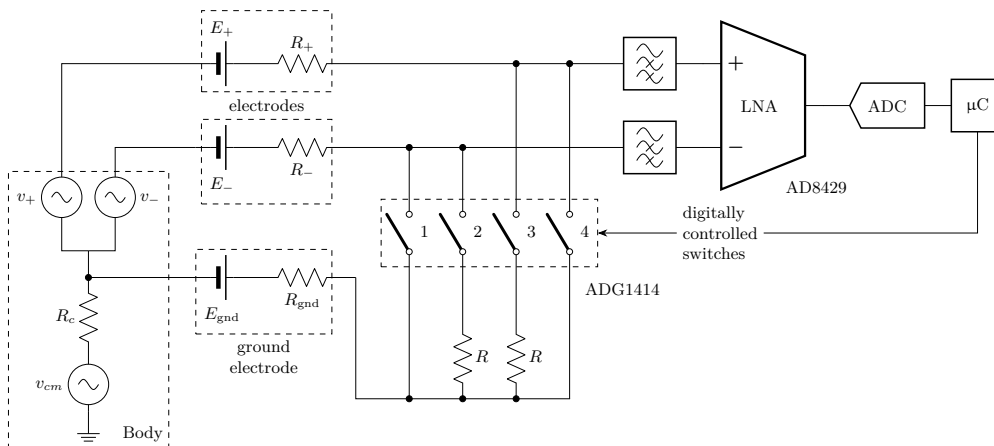 E+
R+
electrodes
E−
R−
v+
v−
Egnd
Rgnd
ground
electrode
Rc
vcm
Body
1
2
3
4
ADG1414
R
R
+
−
LNA
AD8429
ADC
µC
digitally
controlled
switches